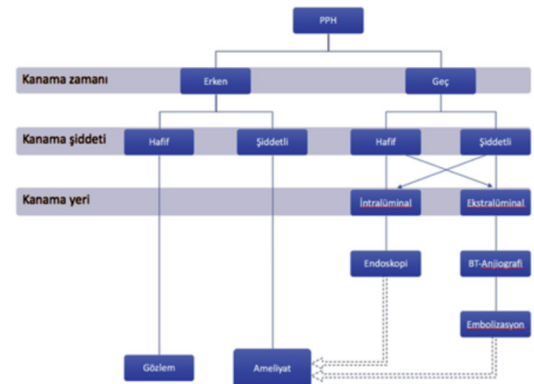 PPH
Kanama zamanı
Erken
Geç
Kanama şiddeti
Hafif
Şiddetli
Hafif
Şiddetli
Kanama yeri
İntralüminal
Ekstralüminal
Endoskopi
BT-Anjiografi
Embolizasyon
Gözlem
Ameliyat